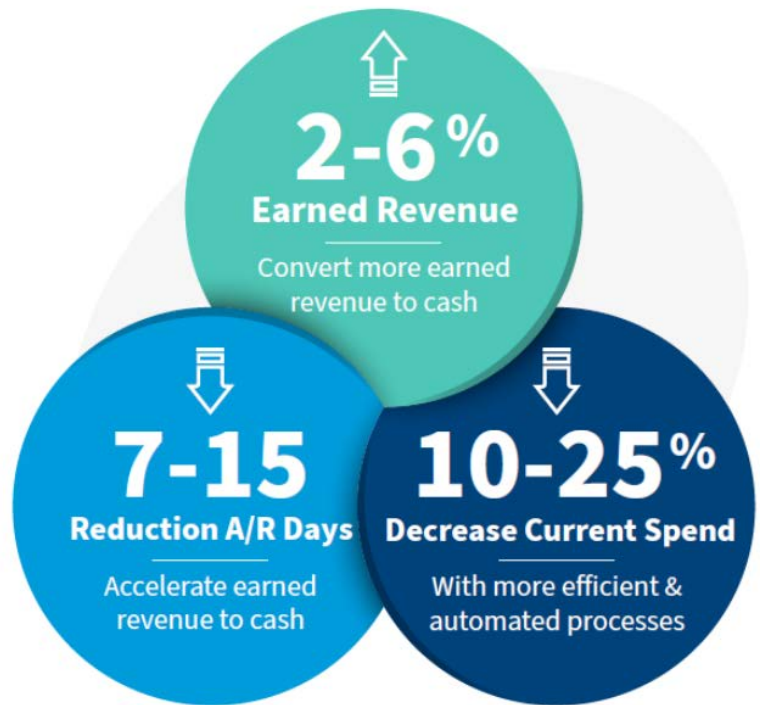 2-6%
Earned Revenue
Convert more earned
revenue to cash
7-15
Reduction A/R Days
Accelerate earned
revenue to cash
10-25%
Decrease Current Spend
With more efficient &
automated processes